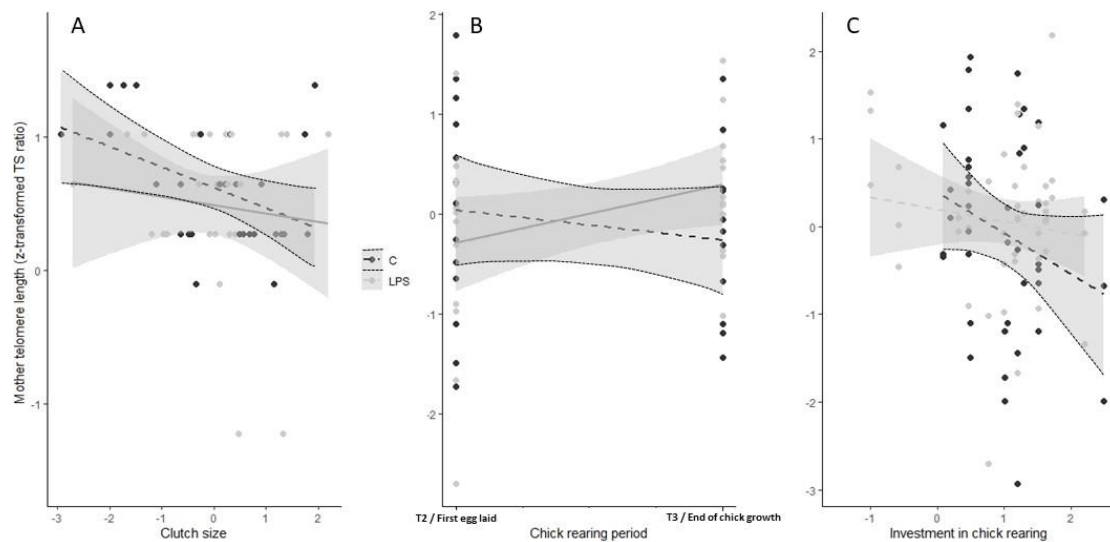 A
B
C
Mother telomere length (z-transformed TS ratio)
1
0
-1
-3
-2
-1
0
1
2
Clutch size
C
LPS
2
1
0
-1
-2
T2 / First egg laid
T3 / End of chick growth
Chick rearing period
2
1
0
-1
-2
-3
-1
0
1
2
Investment in chick rearing